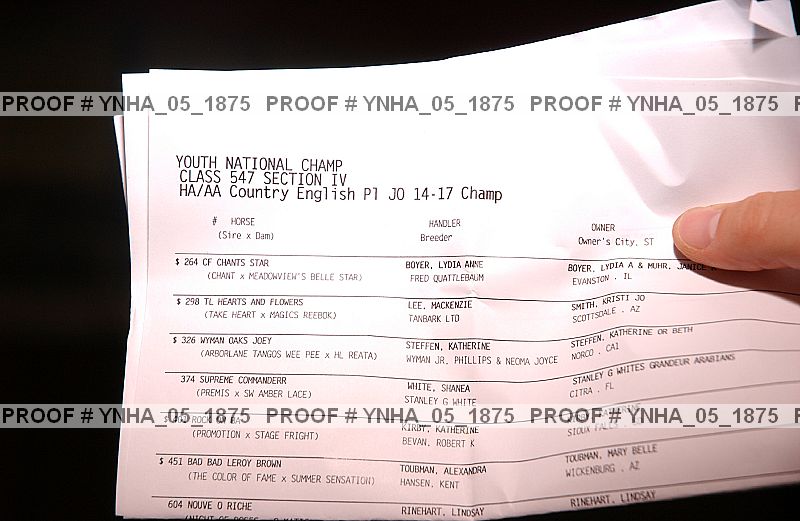 PROOF # YNHA_05_1875 PROOF # YNHA_05_1875 PROOF # YNHA_05_1875 PROOF
YOUTH NATIONAL CHAMP
CLASS 547 SECTION IV
HA/AA Country English Pl JO 14-17 Champ
# HORSE HANDLER OWNER
(Sire x Dam) Breeder Owner's City, ST
$ 264 CF CHANTS STAR BOYER, LYDIA ANNE BOYER, LYDIA A & MUHR, JANICE
(CHANT x MEADOWVIEW'S BELLE STAR) FRED QUATTLEBAUM EVANSTON , IL
$ 298 TL HEARTS AND FLOWERS LEE, MACKENZIE SMITH, KRISTI JO
(TAKE HEART x MAGICS REEBOK) TANBARK LTD SCOTTSDALE , AZ
$ 326 WYMAN OAKS JOEY STEFFEN, KATHERINE STEFFEN, KATHERINE OR BETH
(ARBORLANE TANGOS WEE PEE x HL REATA) WYMAN JR. PHILLIPS & NEOMA JOYCE NORCO , CA1
374 SUPREME COMMANDERR WHITE, SHANEA STANLEY G WHITES GRANDEUR ARABIANS
(PREMIS x SW AMBER LACE) STANLEY G WHITE CITRA , FL
PROOF # YNHA_05_1875 PROOF # YNHA_05_1875 PROOF # YNHA_05_1875 PROOF
KIRBY, KATHERINE
(PROMOTION x STAGE FRIGHT) BEVAN, ROBERT K SIOUX
$ 451 BAD BAD LEROY BROWN TOUBMAN, ALEXANDRA TOUBMAN, MARY BELLE
(THE COLOR OF FAME x SUMMER SENSATION) HANSEN, KENT WICKENBURG , AZ
604 NOUVE O RICHE RINEHART, LINDSAY RINEHART, LINDSAY